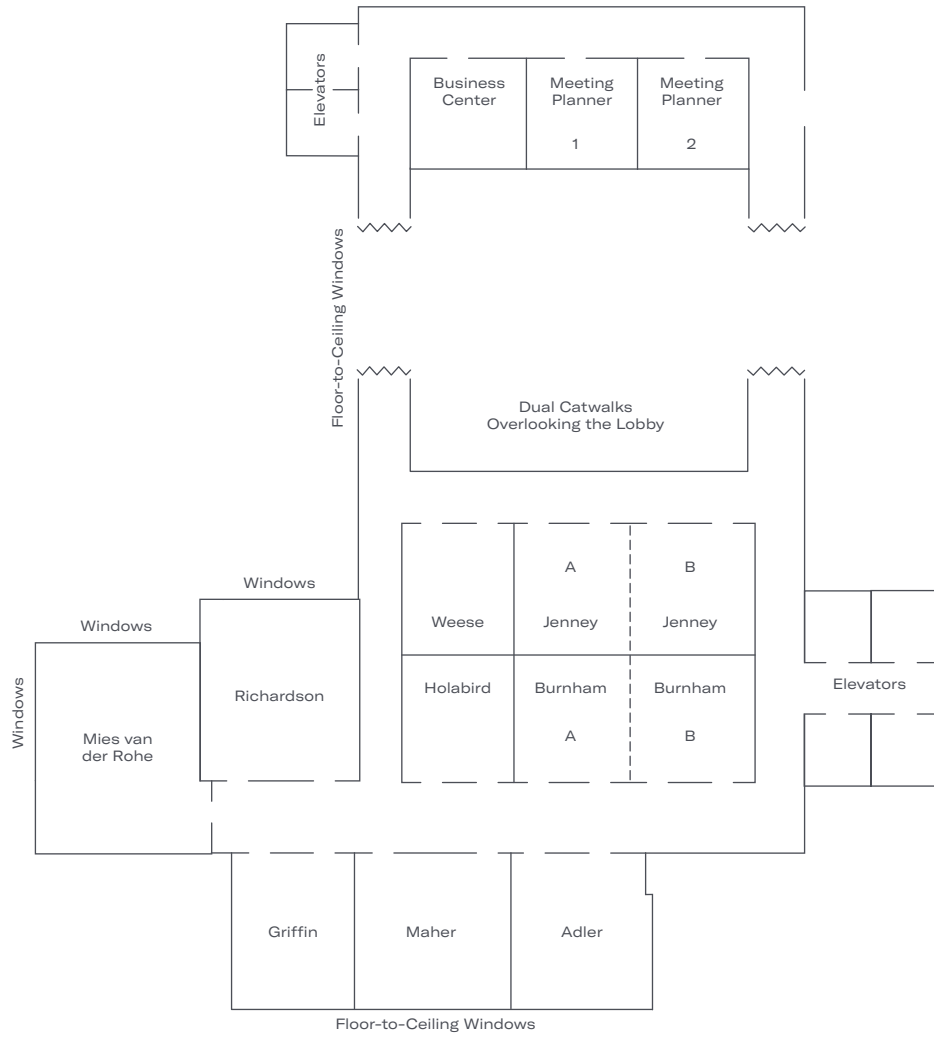 Elevators
Business
Center
Meeting
Planner
1
Meeting
Planner
2
Floor-to-Ceiling Windows
Dual Catwalks
Overlooking the Lobby
A
B
Weese
Jenney
Jenney
Holabird
Burnham
Burnham
A
B
Elevators
Windows
Richardson
Windows
Windows
Mies van
der Rohe
Griffin
Maher
Adler
Floor-to-Ceiling Windows